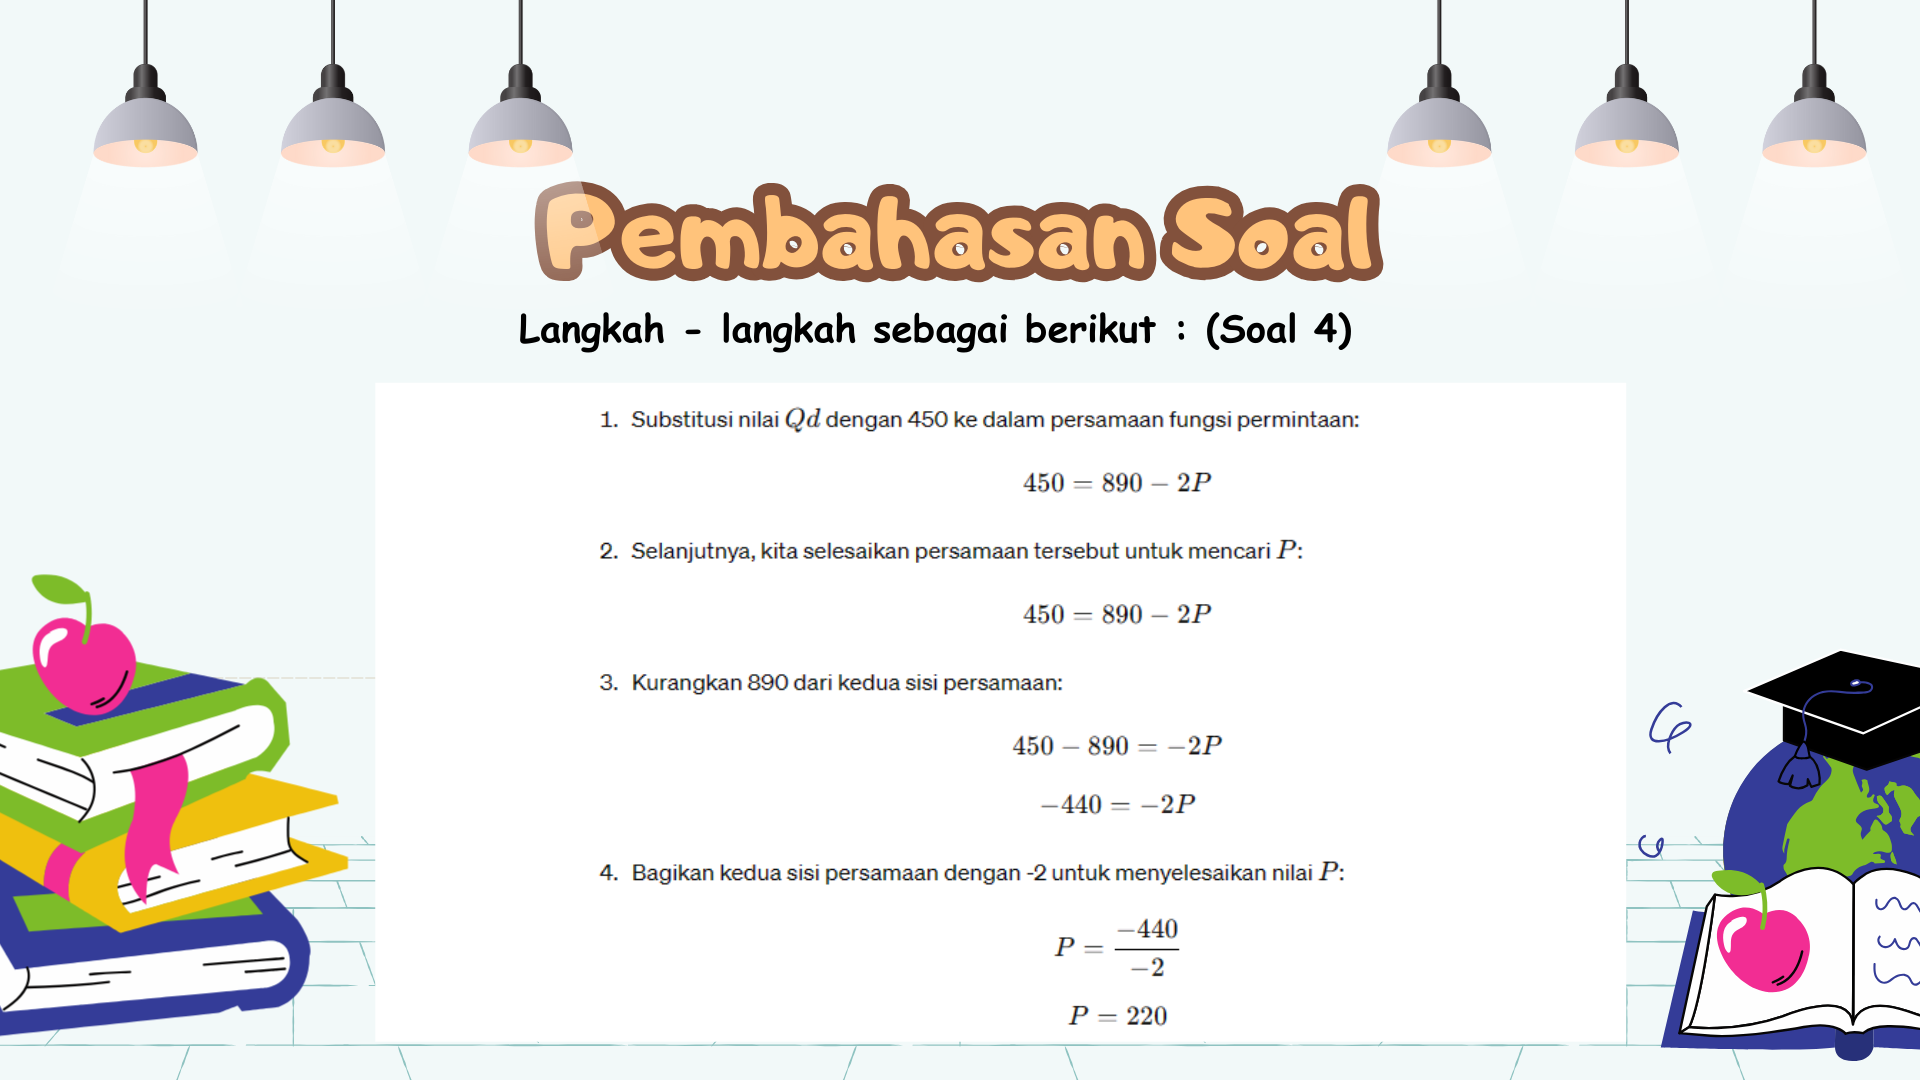 Pembahasan Soal
Langkah - langkah sebagai berikut : (Soal 4)
1. Substitusi nilai Qd dengan 450 ke dalam persamaan fungsi permintaan:
450 = 890 − 2P
2. Selanjutnya, kita selesaikan persamaan tersebut untuk mencari P:
450 = 890 − 2P
3. Kurangkan 890 dari kedua sisi persamaan:
450 − 890 = −2P
−440 = −2P
4. Bagikan kedua sisi persamaan dengan -2 untuk menyelesaikan nilai P:
P = −440 / −2
P = 220